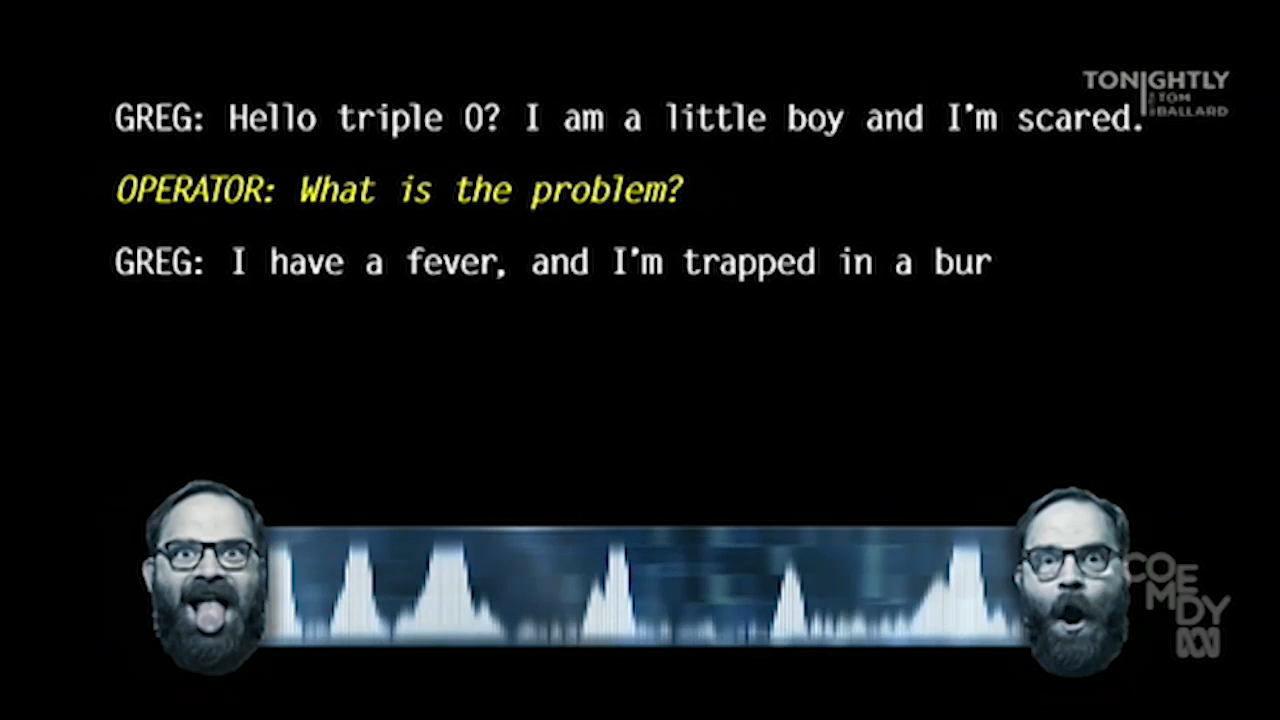 TONIGHTLY
TOM
BALLARD
GREG: Hello triple O? I am a little boy and I'm scared.
OPERATOR: What is the problem?
GREG: I have a fever, and I'm trapped in a bur
COMEDY